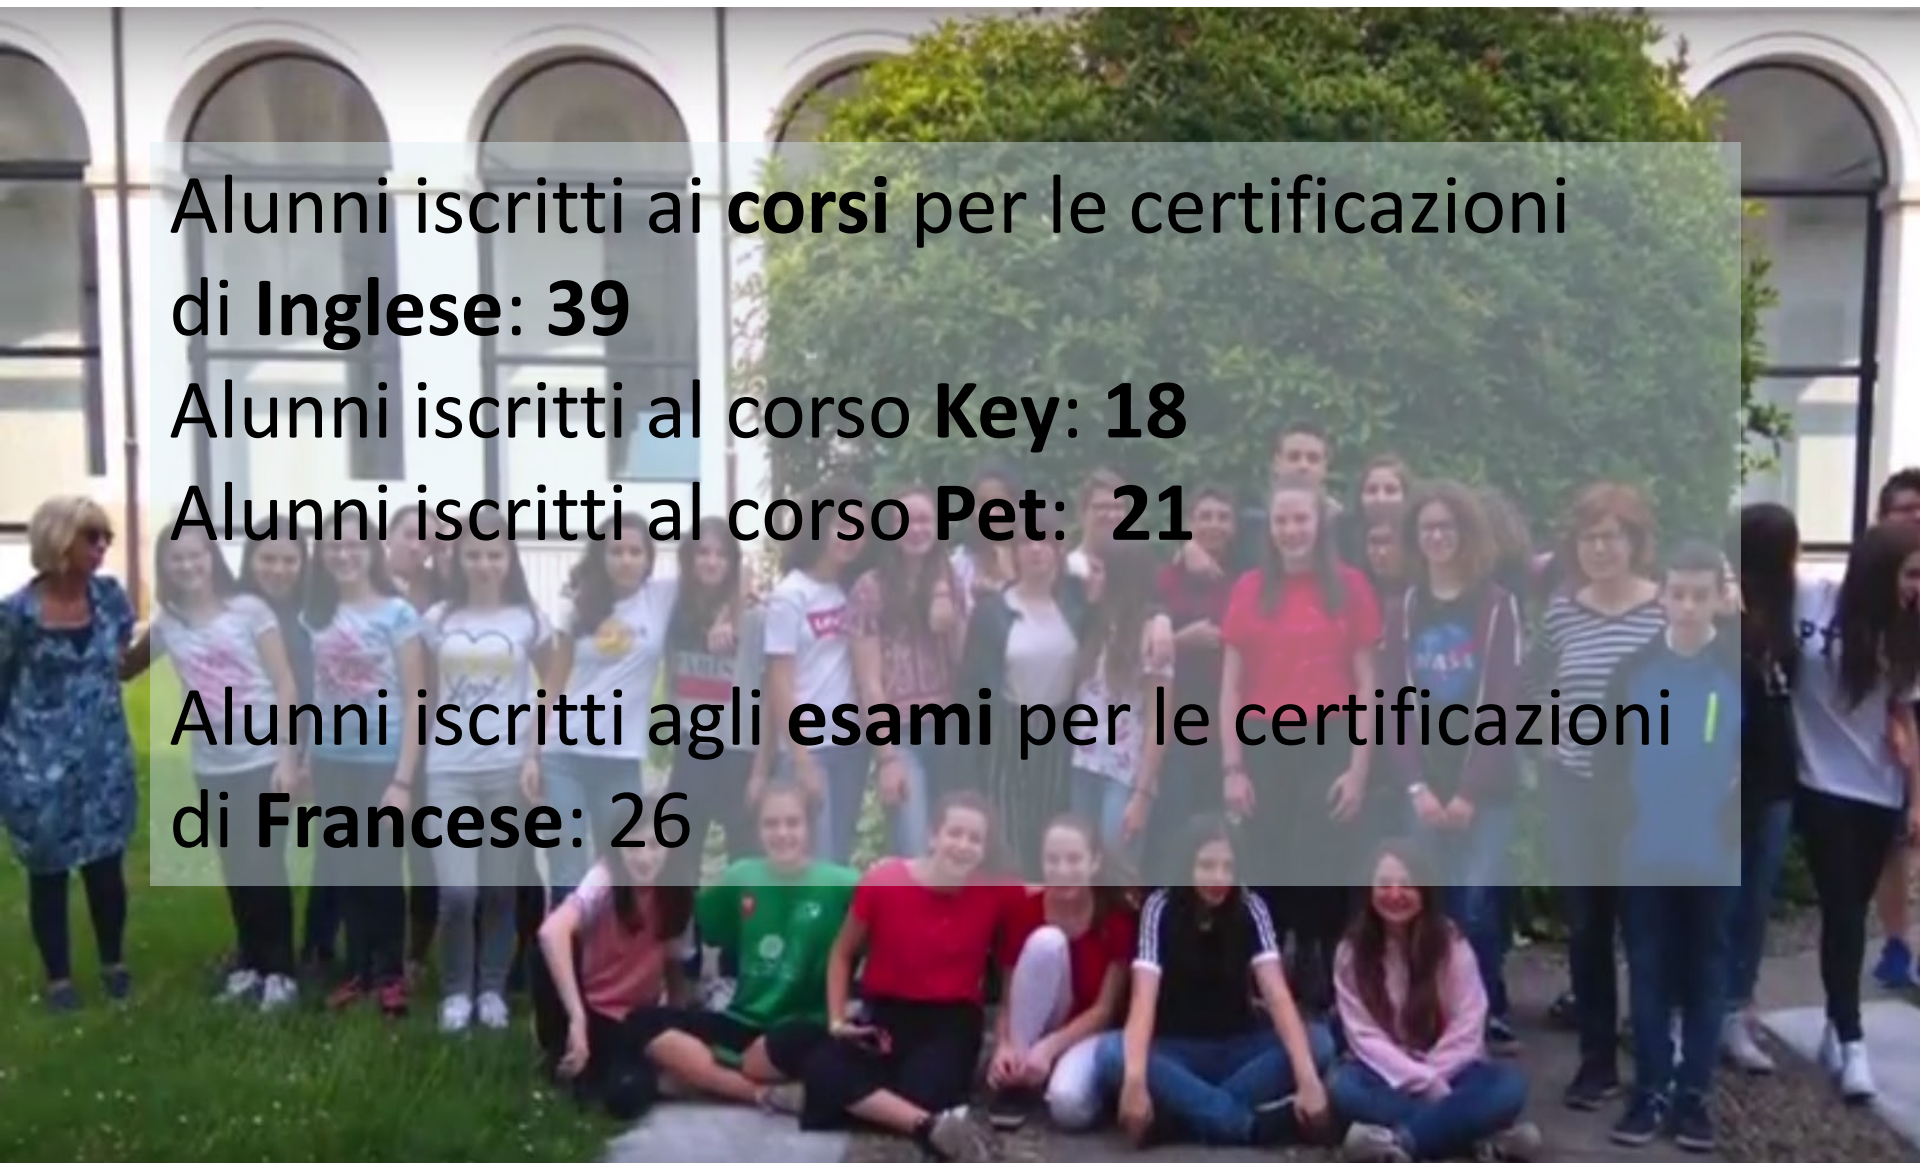 Alunni iscritti ai corsi per le certificazioni
di Inglese: 39
Alunni iscritti al corso Key: 18
Alunni iscritti al corso Pet: 21
Alunni iscritti agli esami per le certificazioni
di Francese: 26
NASA